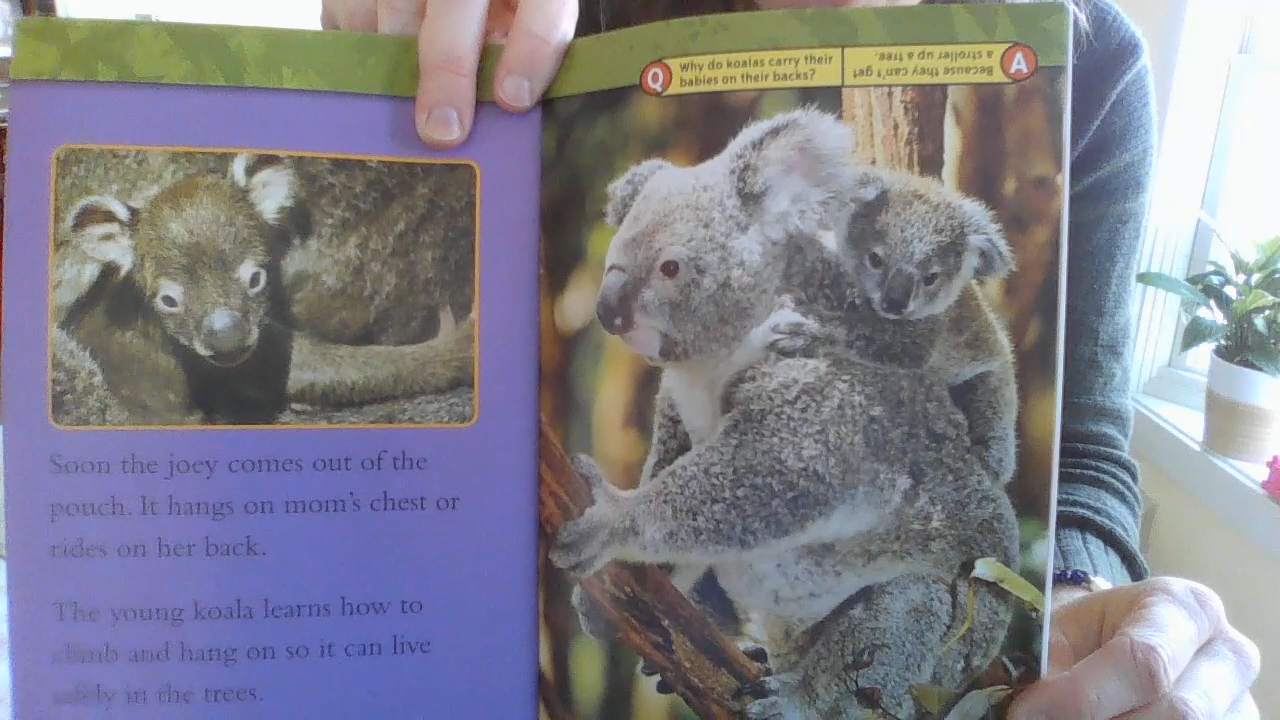 Soon the joey comes out of the
pouch. It hangs on mom's chest or
rides on her back.
The young koala learns how to
climb and hang on so it can live
safely in the trees.
Q
Why do koalas carry their
babies on their backs?
A
Because they can't get
a stroller up a tree.